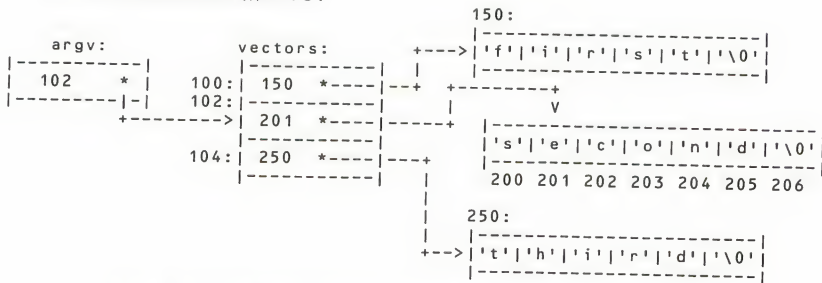 150:
argv: vectors: +---->|'f'|'i'|'r'|'s'|'t'|'\0'|
102 * 100: 150 *----
102: 201 *----
V
104: 250 *----
|'s'|'e'|'c'|'o'|'n'|'d'|'\0'|
200 201 202 203 204 205 206
250:
+-->|'t'|'h'|'i'|'r'|'d'|'\0'|